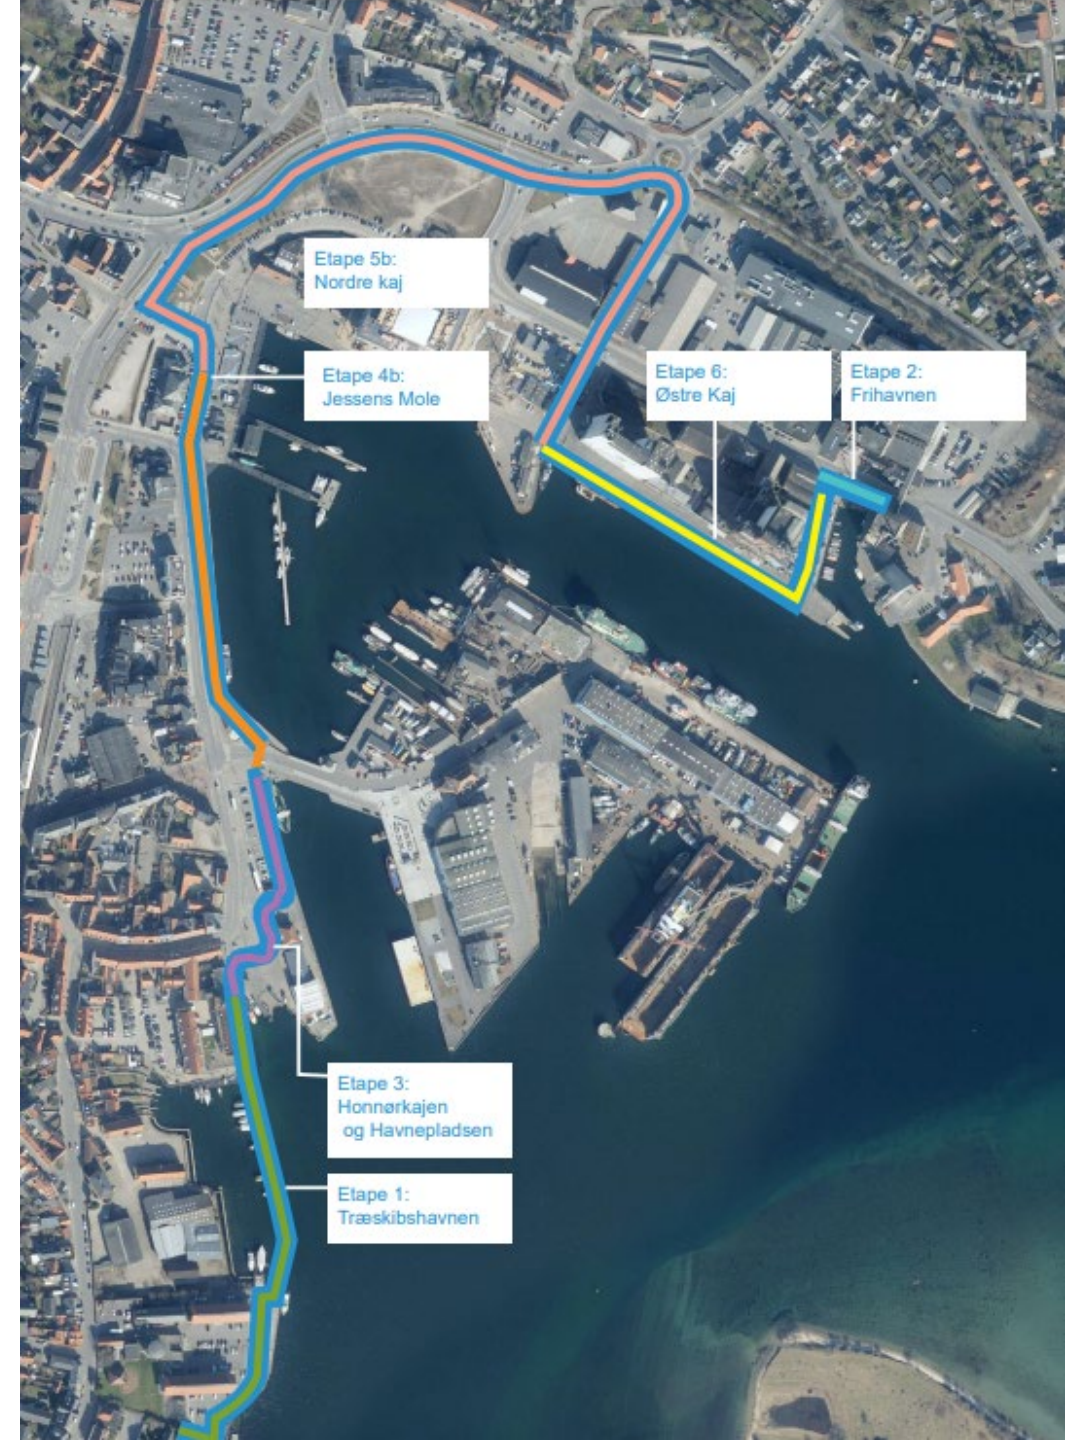 Etape 5b:
Nordre kaj
Etape 4b:
Jessens Mole
Etape 6:
Østre Kaj
Etape 2:
Frihavnen
Etape 3:
Honnørkajen
og Havnepladsen
Etape 1:
Træskibshavnen